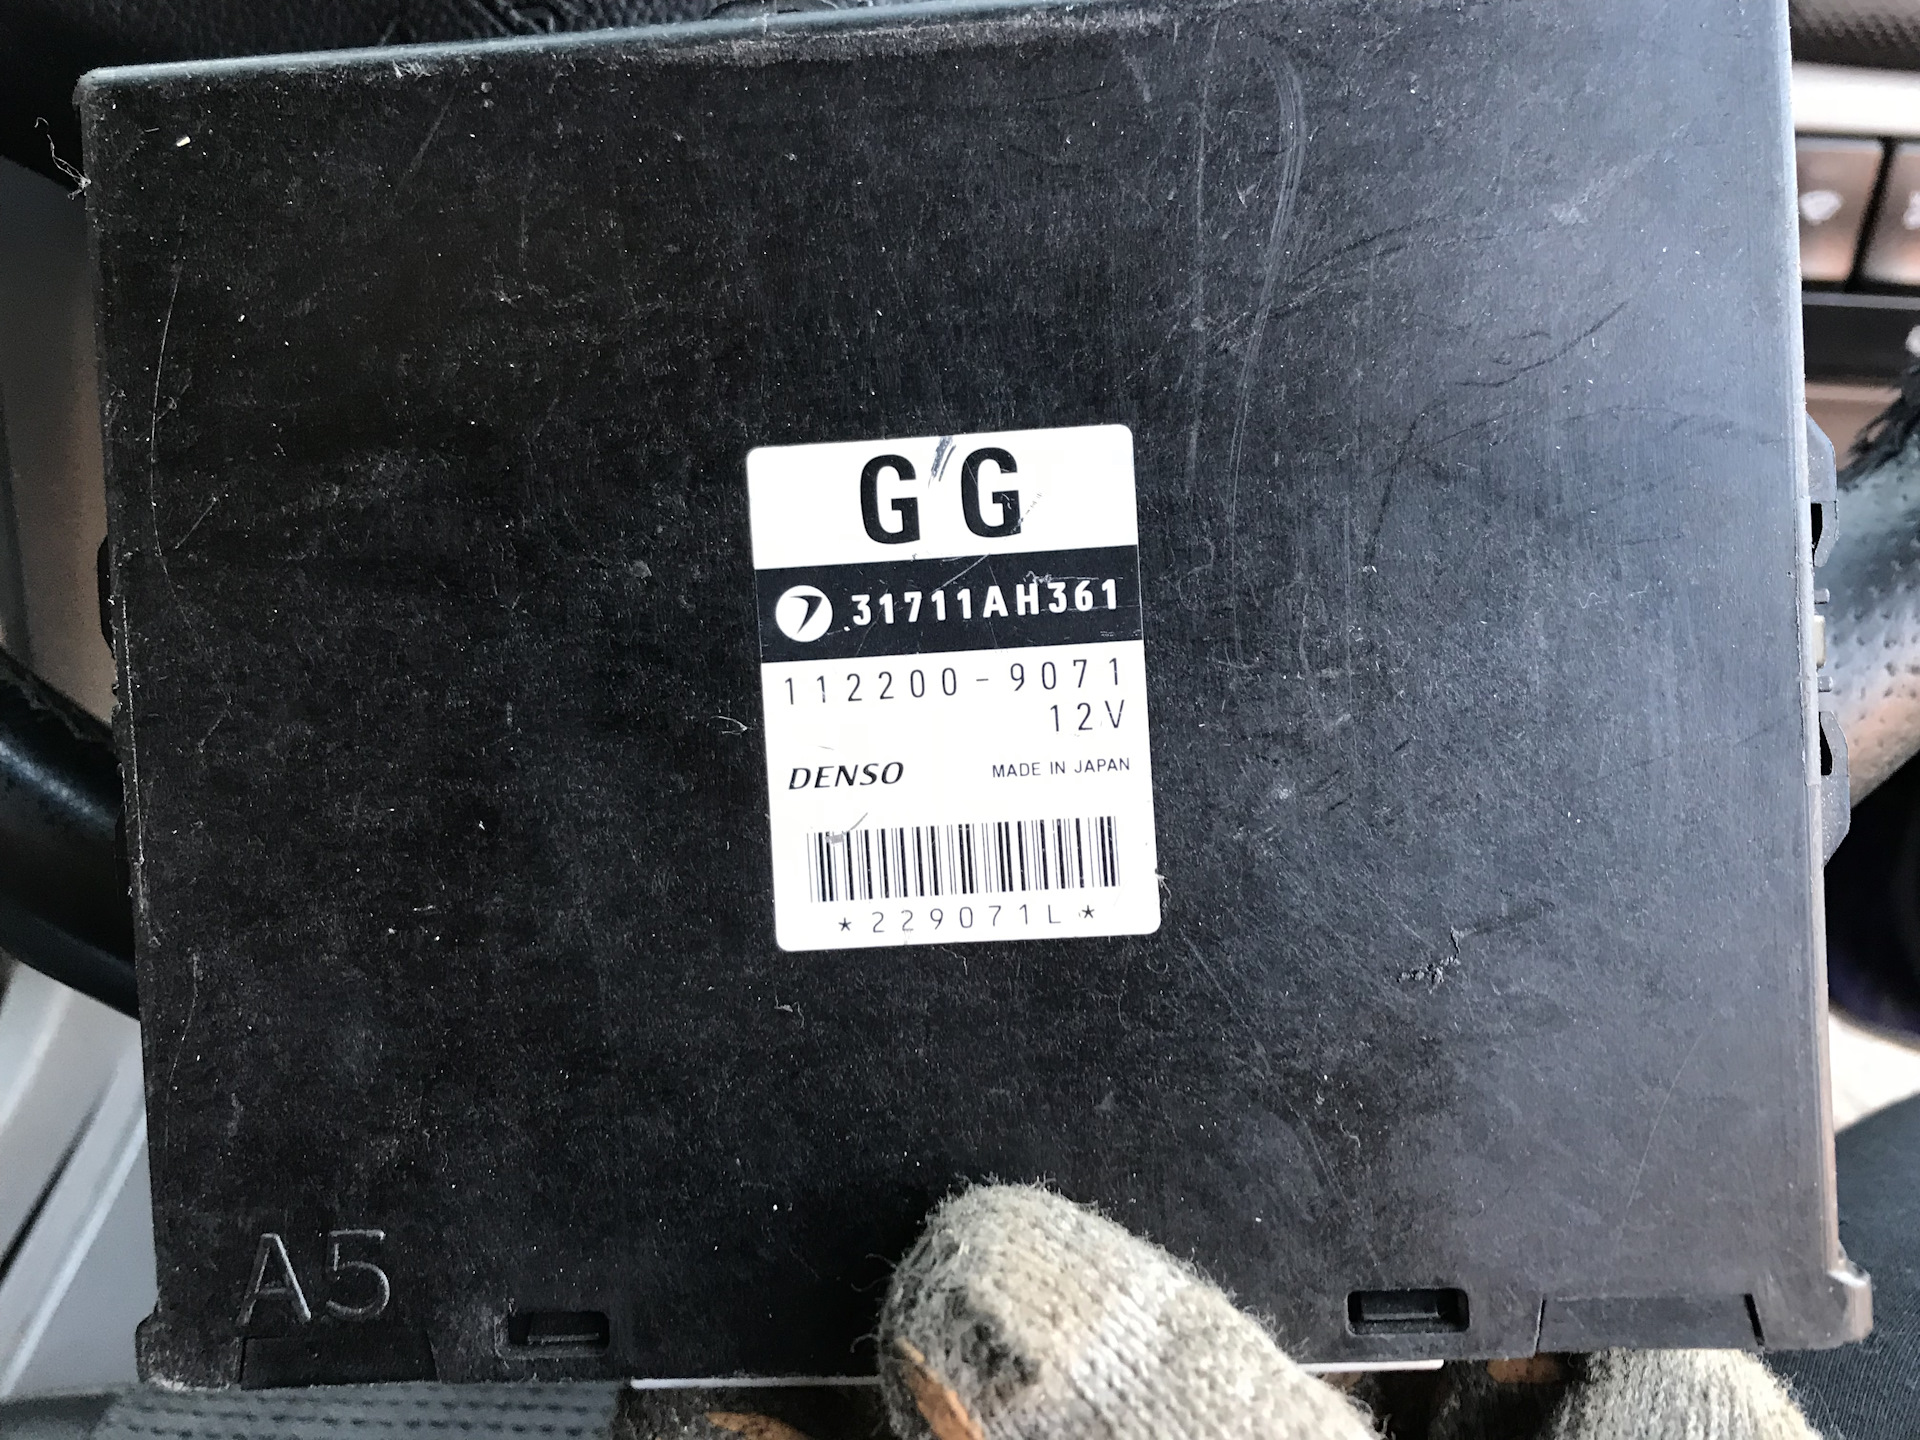 GG
31711AH361
112200-9071
12V
DENSO MADE IN JAPAN
*229071L*
A5